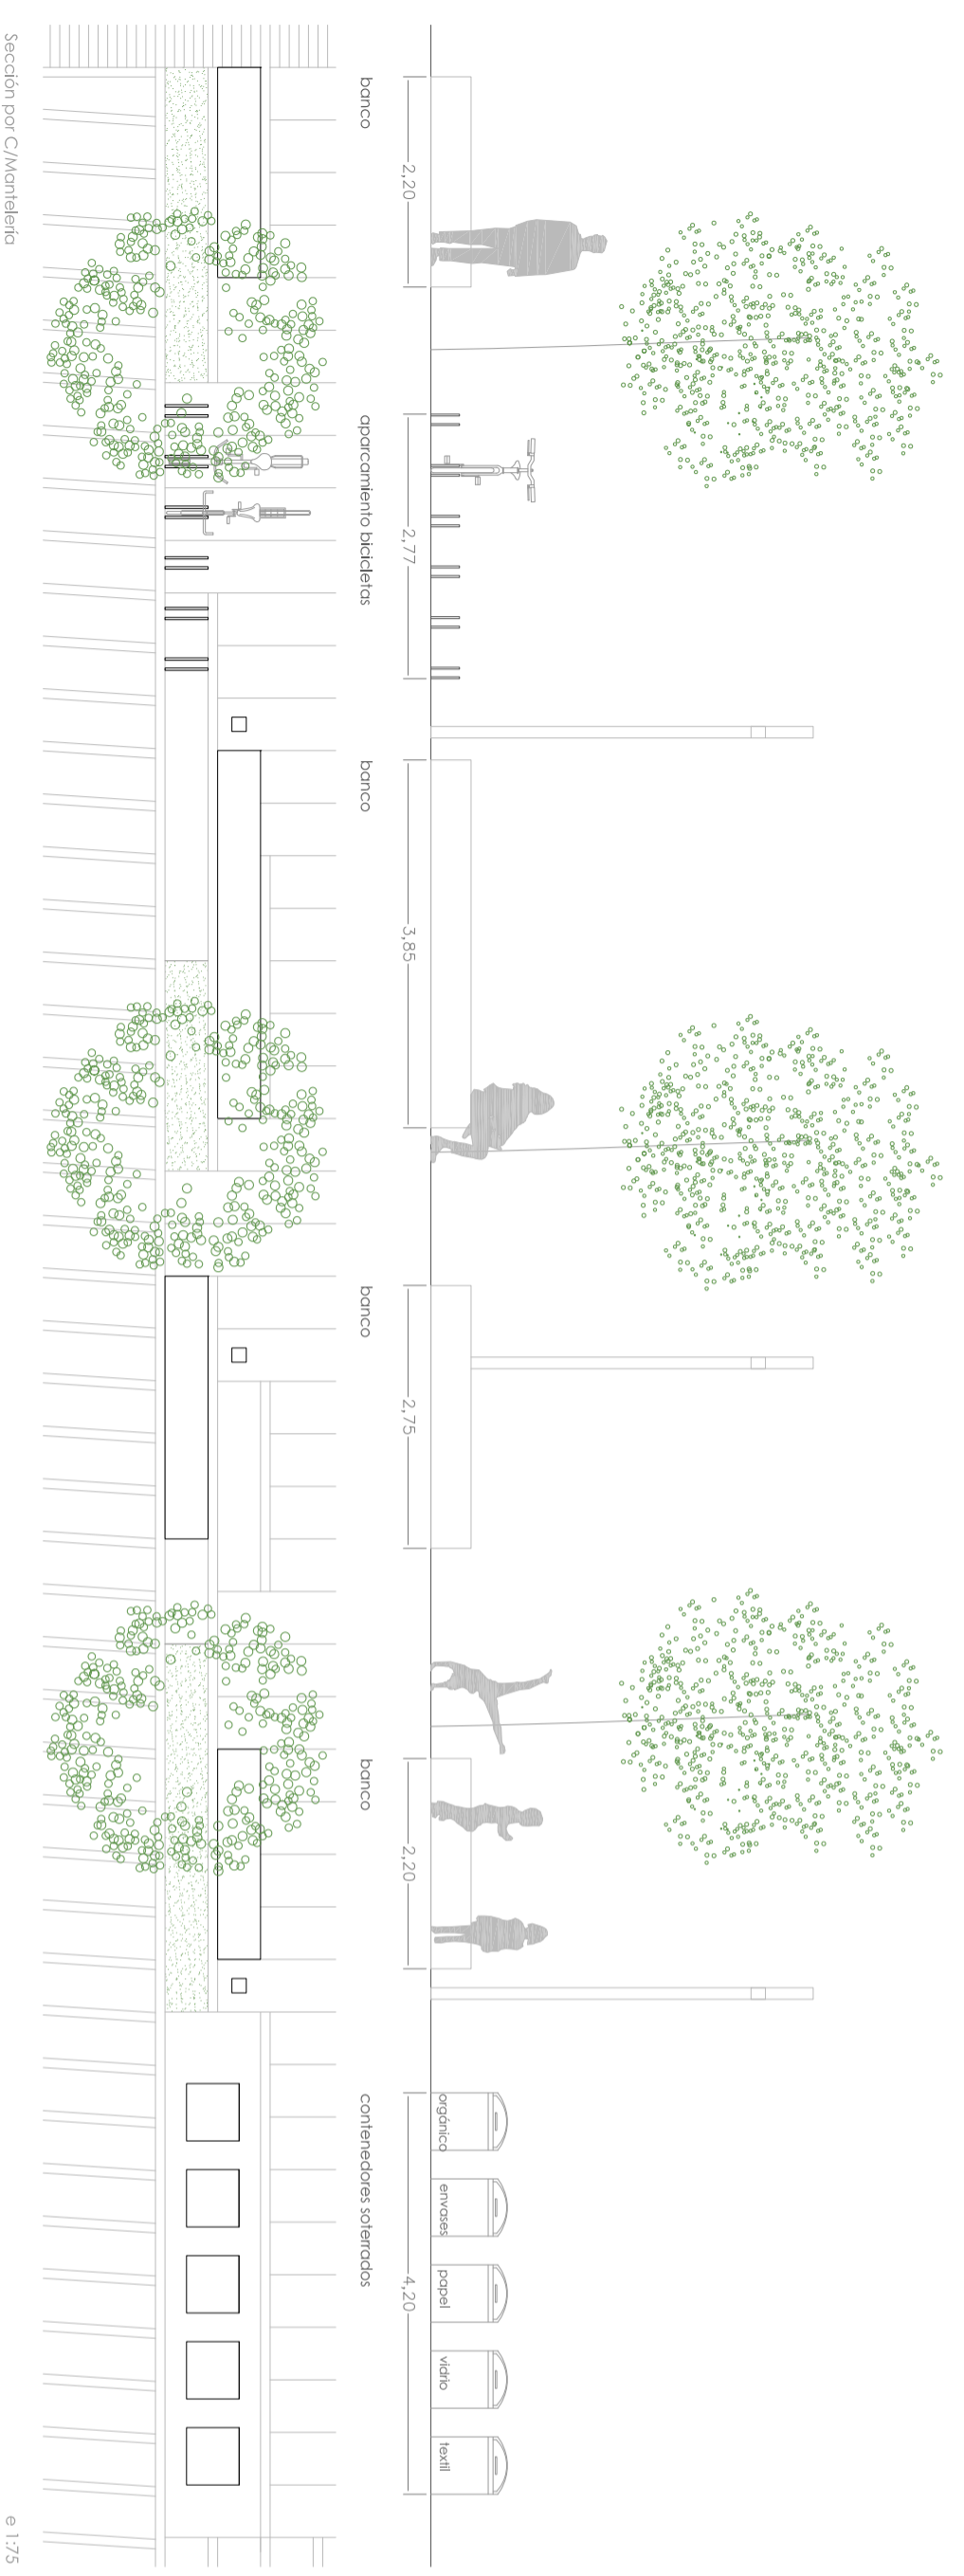 orgánico envases papel vidrio textil
2,20 2,77 3,85 2,75 2,20 4,20
banco aparcamiento bicicletas banco banco banco contenedores soterrados
Sección por C/Mantelería e 1:75